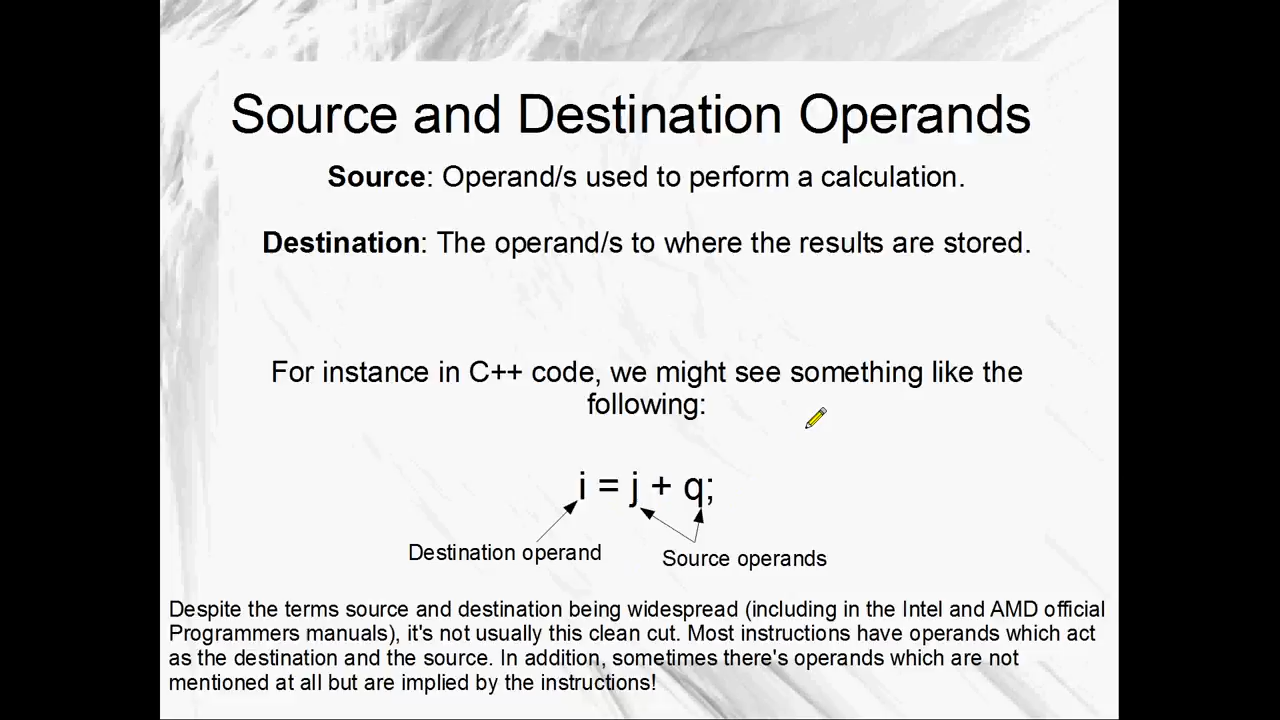 Source and Destination Operands
Source: Operand/s used to perform a calculation.
Destination: The operand/s to where the results are stored.
For instance in C++ code, we might see something like the
following:
i = j + q;
Destination operand
Source operands
Despite the terms source and destination being widespread (including in the Intel and AMD official
Programmers manuals), it's not usually this clean cut. Most instructions have operands which act
as the destination and the source. In addition, sometimes there's operands which are not
mentioned at all but are implied by the instructions!